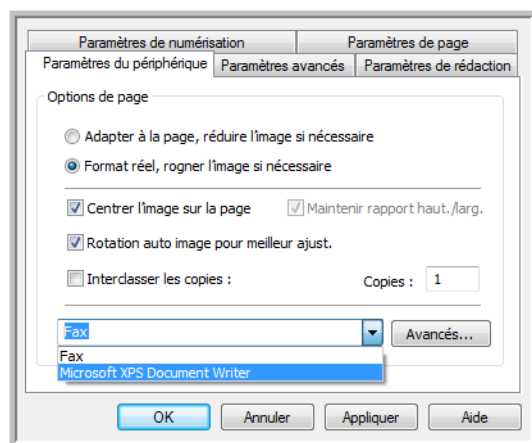 Paramètres de numérisation
Paramètres de page
Paramètres du périphérique
Paramètres avancés
Paramètres de rédaction
Options de page
Adapter à la page, réduire l'image si nécessaire
Format réel, rogner l'image si nécessaire
Centrer l'image sur la page
Maintenir rapport haut./larg.
Rotation auto image pour meilleur ajust.
Interclasser les copies :
Copies : 1
Fax
Avancés...
Fax
Microsoft XPS Document Writer
OK
Annuler
Appliquer
Aide